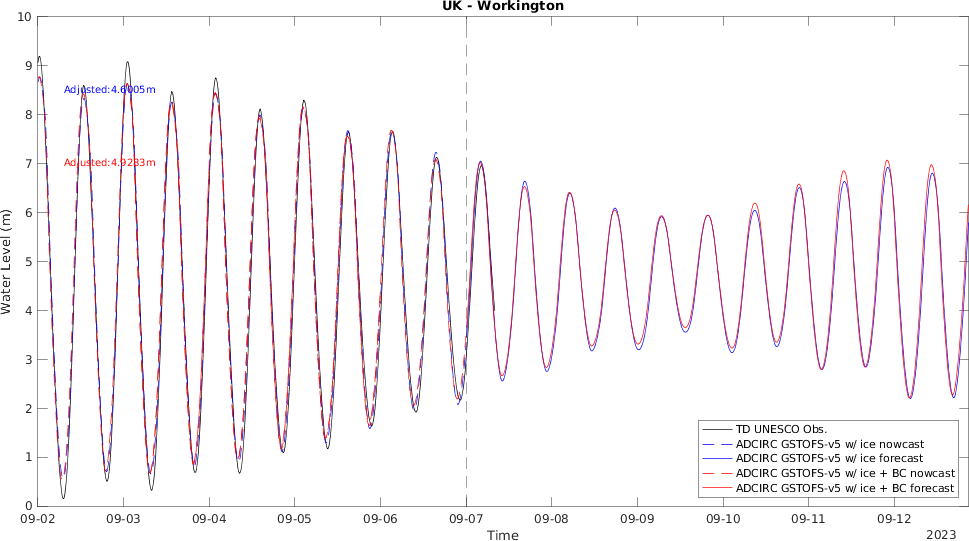 UK - Workington
10
9
8
7
6
5
4
3
2
1
0
Water Level (m)
Adjusted:4.6005m
Adjusted:4.9283m
TD UNESCO Obs.
ADCIRC GSTOFS-v5 w/ ice nowcast
ADCIRC GSTOFS-v5 w/ ice forecast
ADCIRC GSTOFS-v5 w/ ice + BC nowcast
ADCIRC GSTOFS-v5 w/ ice + BC forecast
09-02 09-03 09-04 09-05 09-06 09-07 09-08 09-09 09-10 09-11 09-12
Time
2023